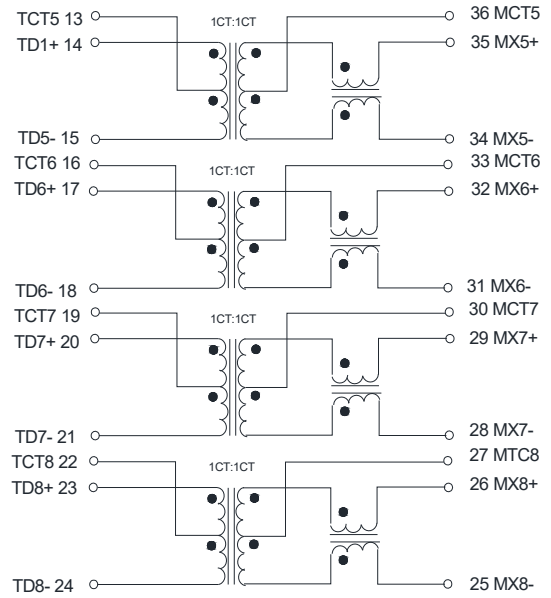 TCT5 13 1CT:1CT 36 MCT5
TD1+ 14 35 MX5+
TD5- 15 34 MX5-
TCT6 16 1CT:1CT 33 MCT6
TD6+ 17 32 MX6+
TD6- 18 31 MX6-
TCT7 19 1CT:1CT 30 MCT7
TD7+ 20 29 MX7+
TD7- 21 28 MX7-
TCT8 22 1CT:1CT 27 MTC8
TD8+ 23 26 MX8+
TD8- 24 25 MX8-